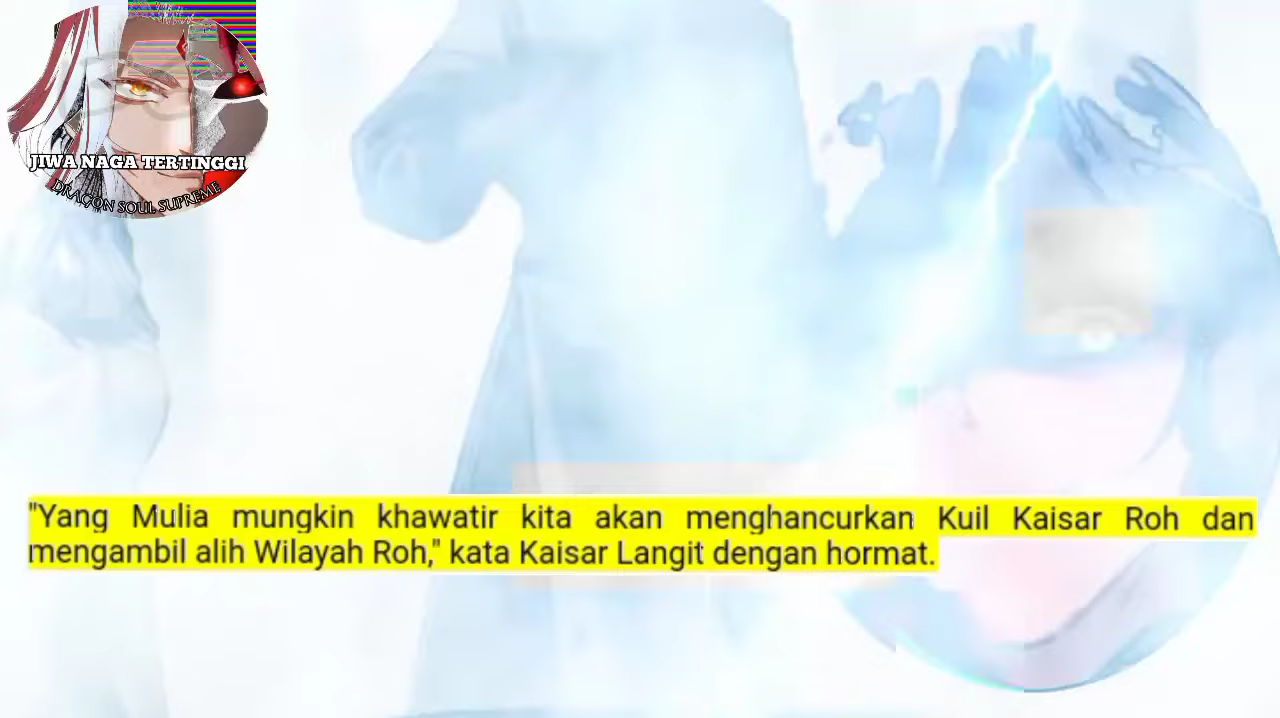 JIWA NAGA TERTINGGI
DRAGON SOUL SUPREME
"Yang Mulia mungkin khawatir kita akan menghancurkan Kuil Kaisar Roh dan
mengambil alih Wilayah Roh," kata Kaisar Langit dengan hormat.